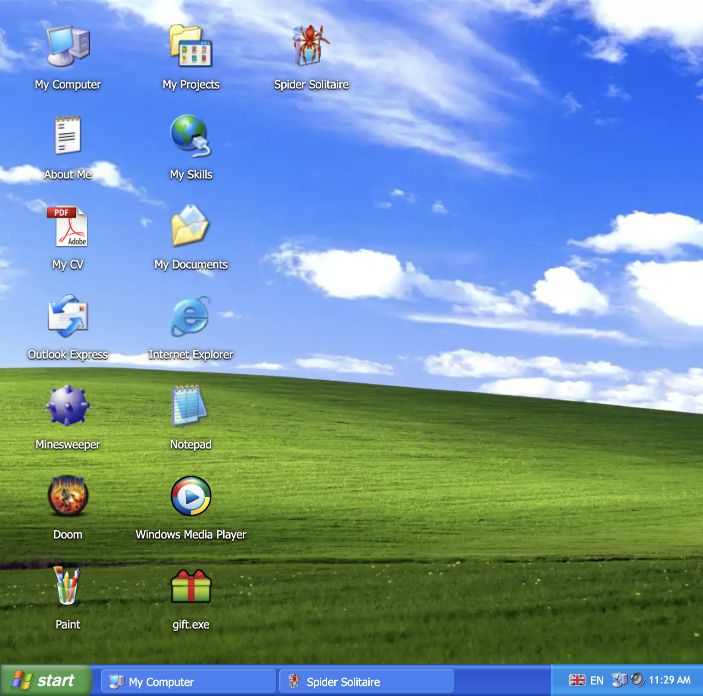 My Computer
My Projects
Spider Solitaire
About Me
My Skills
PDF
Adobe
My CV
My Documents
Outlook Express
Internet Explorer
Minesweeper
Notepad
DOOM
Doom
Windows Media Player
Paint
gift.exe
start
My Computer
Spider Solitaire
EN
11:29 AM